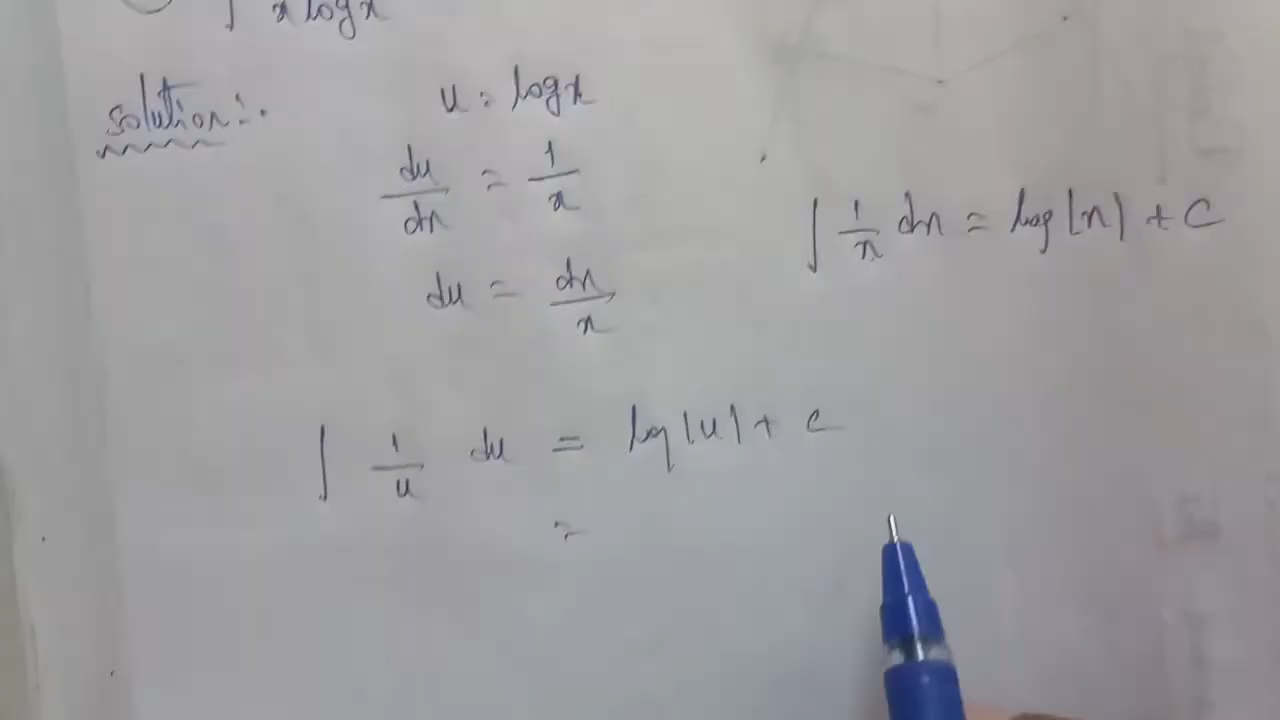 ∫ x log x
Solution:-
u = log x
du/dx = 1/x
du = dx/x
∫ 1/x dx = log|x| + C
∫ 1/u du = log|u| + c
=